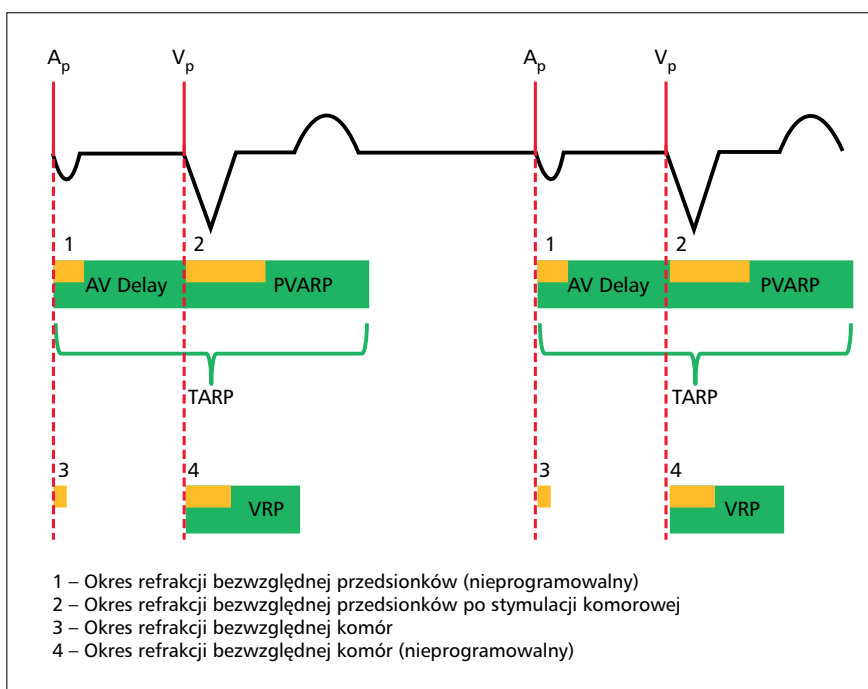 Ap Vp Ap Vp
1 2 1 2
AV Delay PVARP AV Delay PVARP
TARP TARP
3 4 3 4
VRP VRP
1 – Okres refrakcji bezwzględnej przedsionków (nieprogramowalny)
2 – Okres refrakcji bezwzględnej przedsionków po stymulacji komorowej
3 – Okres refrakcji bezwzględnej komór
4 – Okres refrakcji bezwzględnej komór (nieprogramowalny)